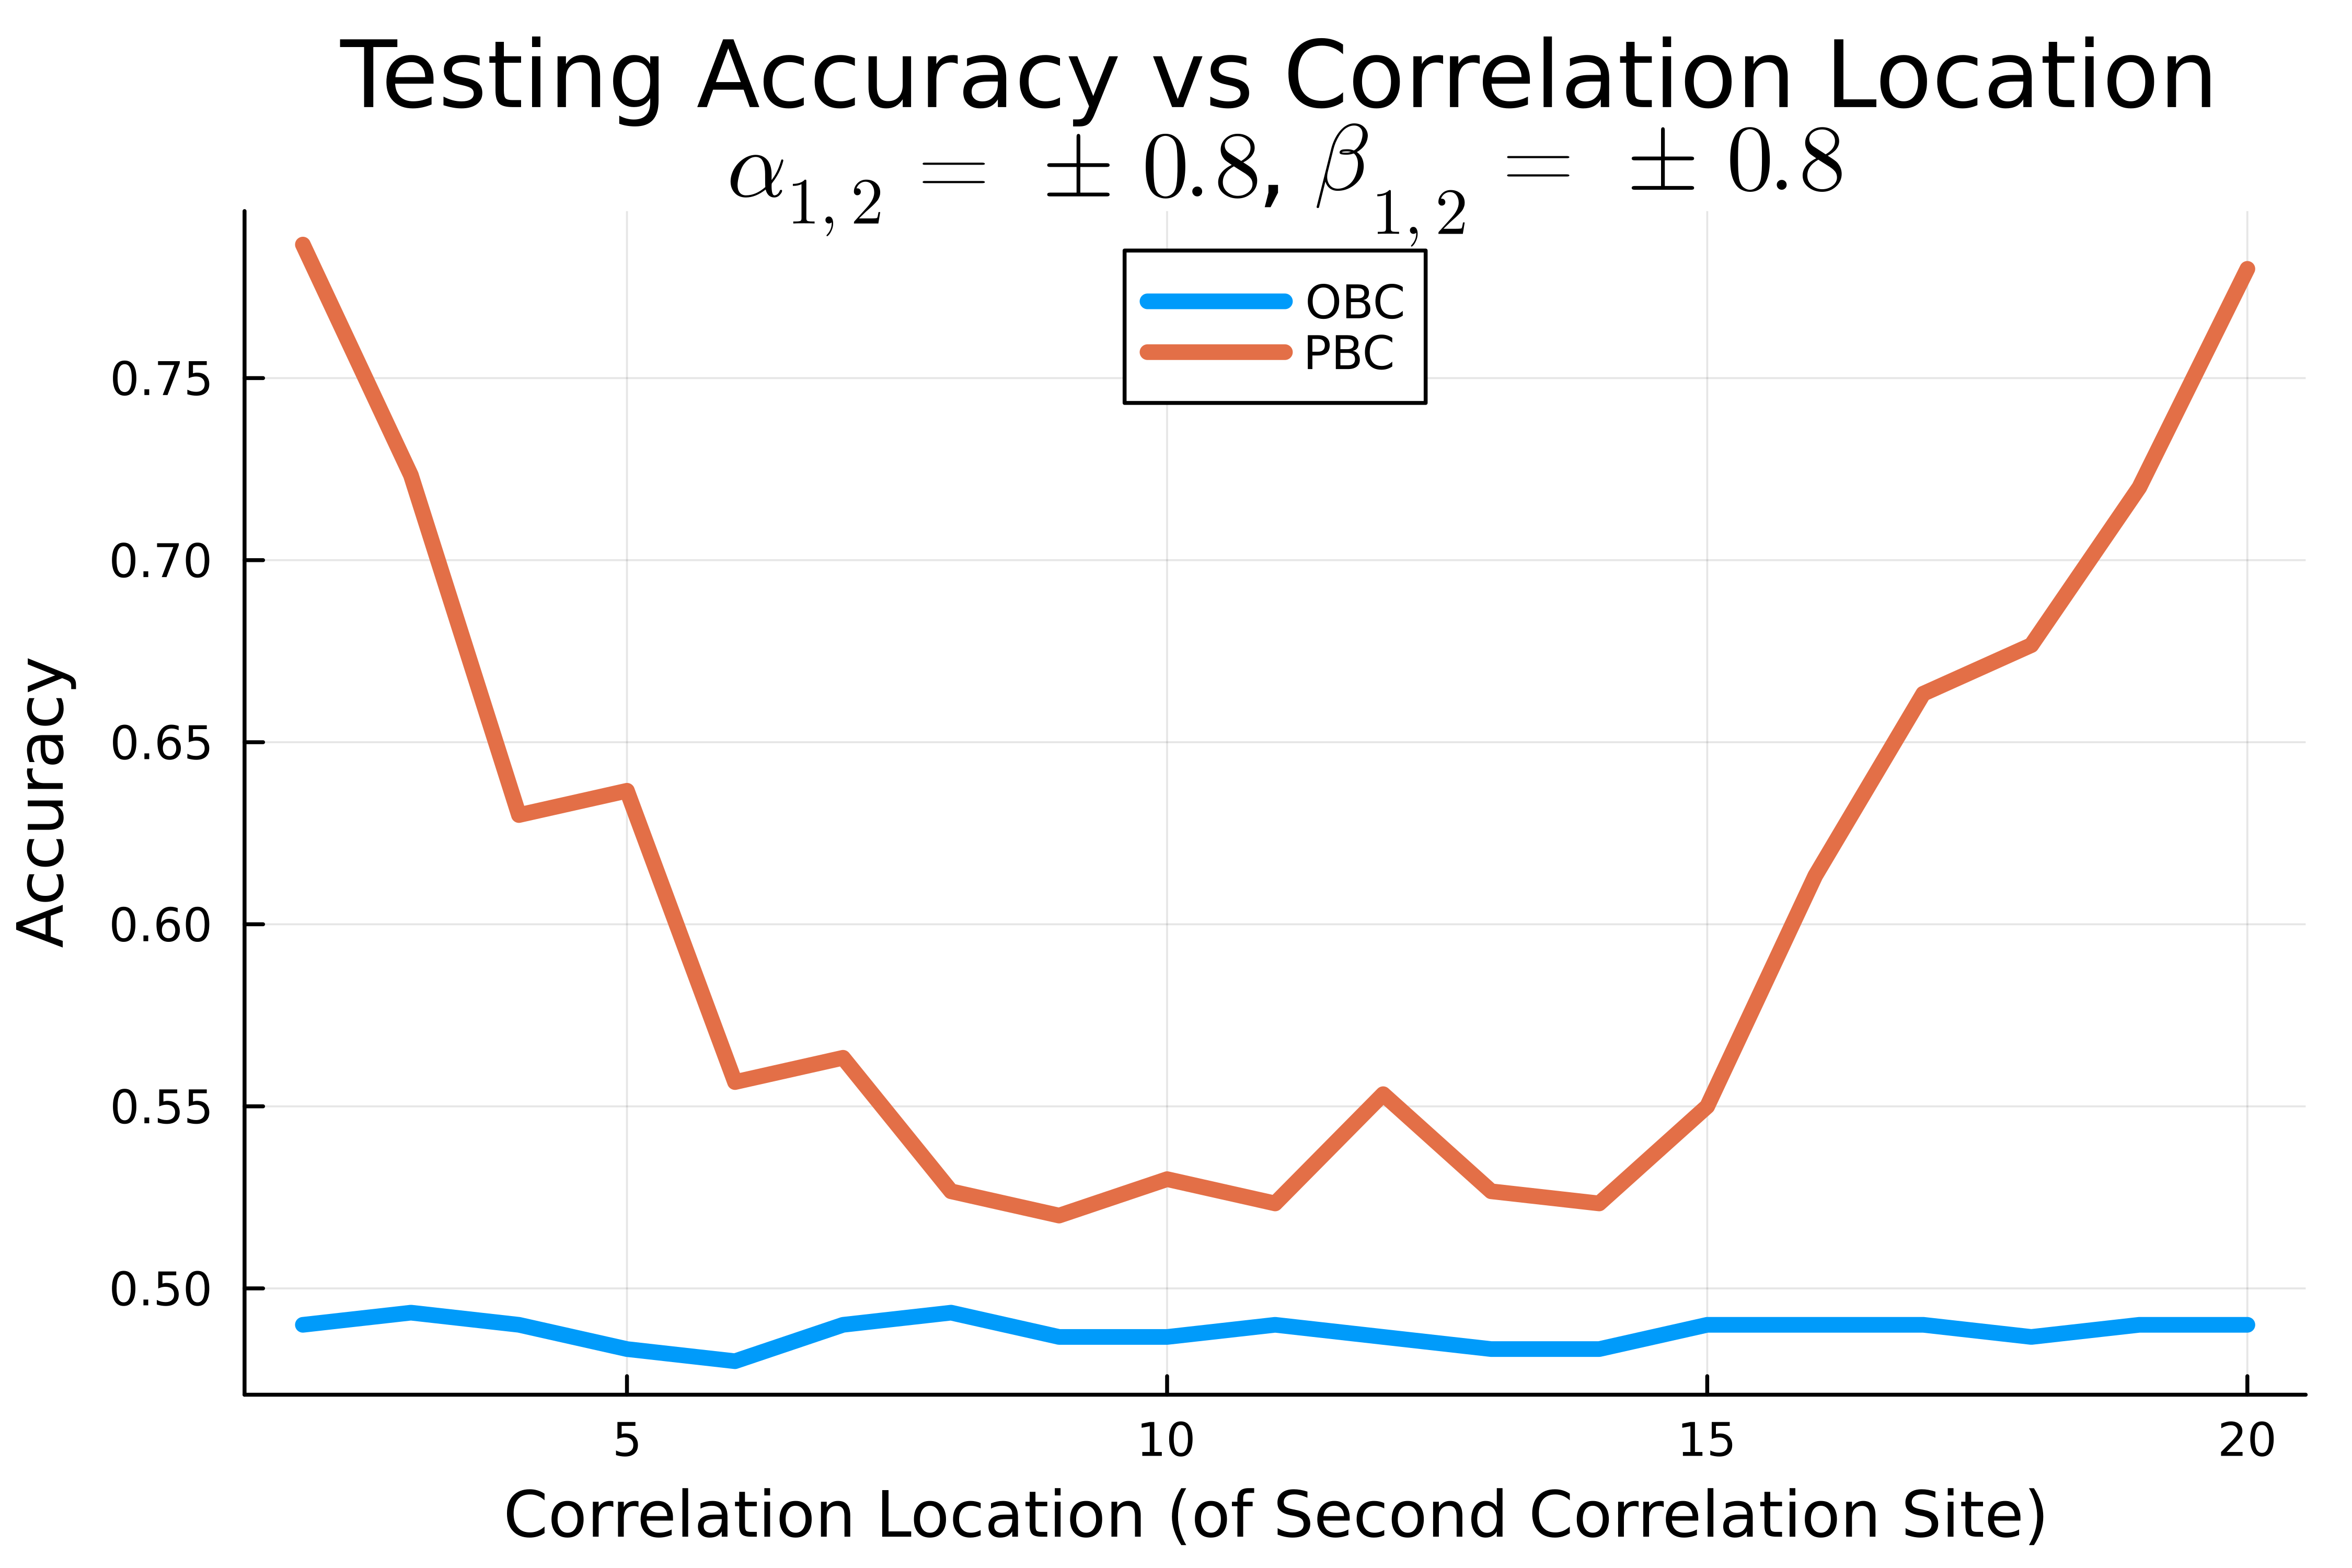 Testing Accuracy vs Correlation Location
α₁,₂ = ± 0.8, β₁,₂ = ± 0.8
OBC
PBC
0.75
0.70
0.65
0.60
0.55
0.50
Accuracy
5
10
15
20
Correlation Location (of Second Correlation Site)